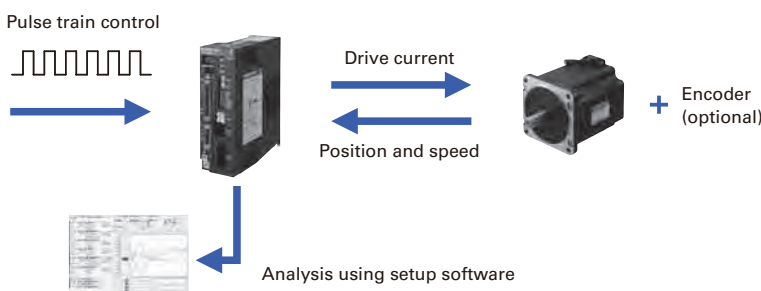 Pulse train control
Drive current
Encoder
(optional)
Position and speed
Analysis using setup software